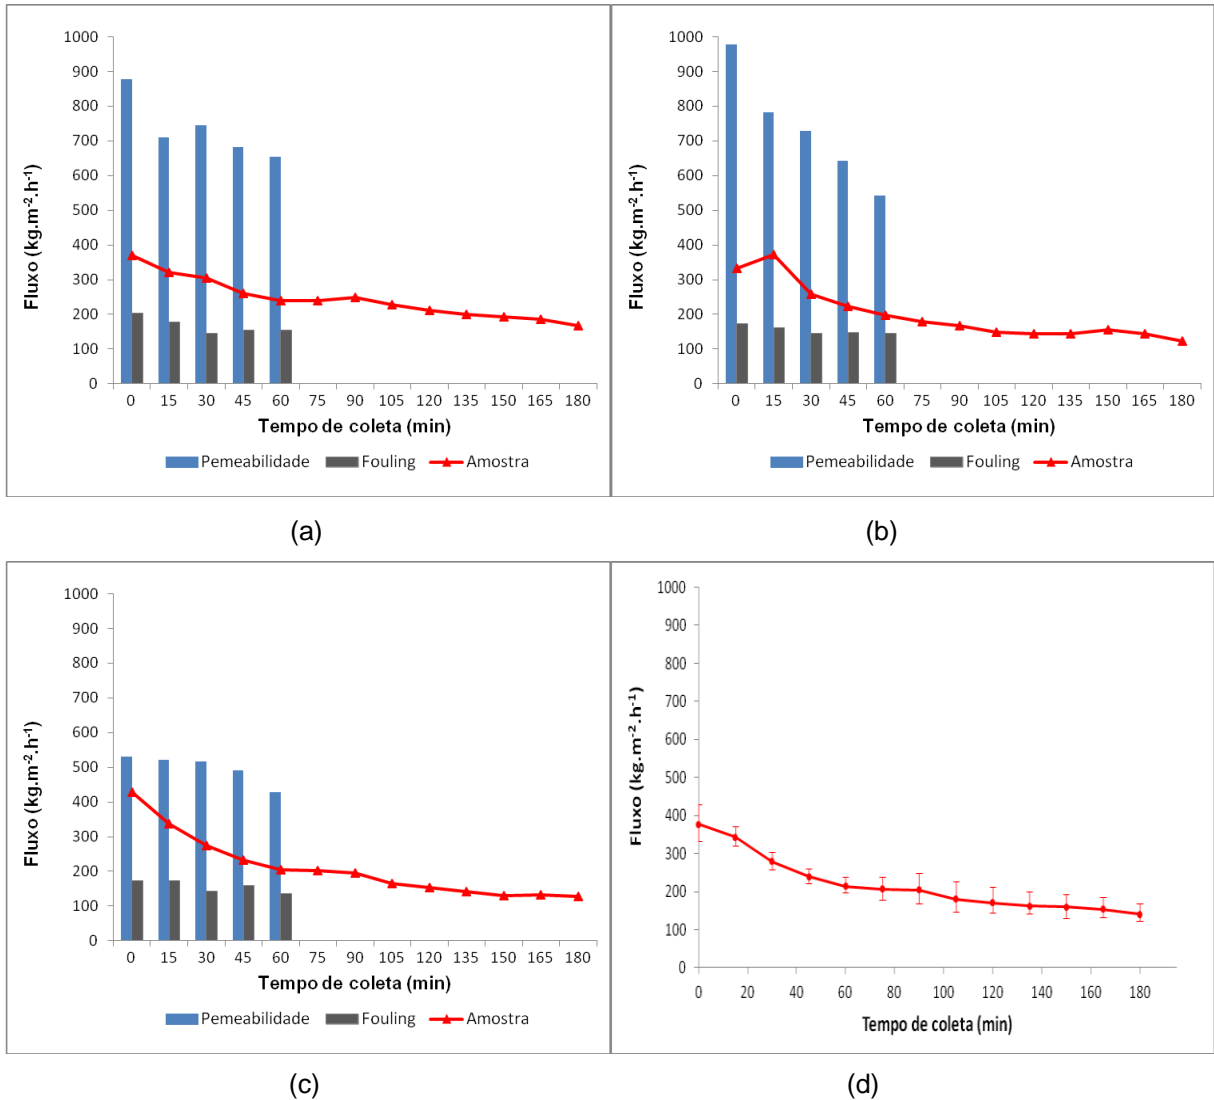 1000
900
800
700
600
500
400
300
200
100
0
Fluxo (kg.m-2.h-1)
0 15 30 45 60 75 90 105 120 135 150 165 180
Tempo de coleta (min)
Pemeabilidade Fouling Amostra
(a)
1000
900
800
700
600
500
400
300
200
100
0
Fluxo (kg.m-2.h-1)
0 15 30 45 60 75 90 105 120 135 150 165 180
Tempo de coleta (min)
Pemeabilidade Fouling Amostra
(b)
1000
900
800
700
600
500
400
300
200
100
0
Fluxo (kg.m-2.h-1)
0 15 30 45 60 75 90 105 120 135 150 165 180
Tempo de coleta (min)
Pemeabilidade Fouling Amostra
(c)
1000
900
800
700
600
500
400
300
200
100
0
Fluxo (kg.m-2.h-1)
0 20 40 60 80 100 120 140 160 180
Tempo de coleta (min)
(d)